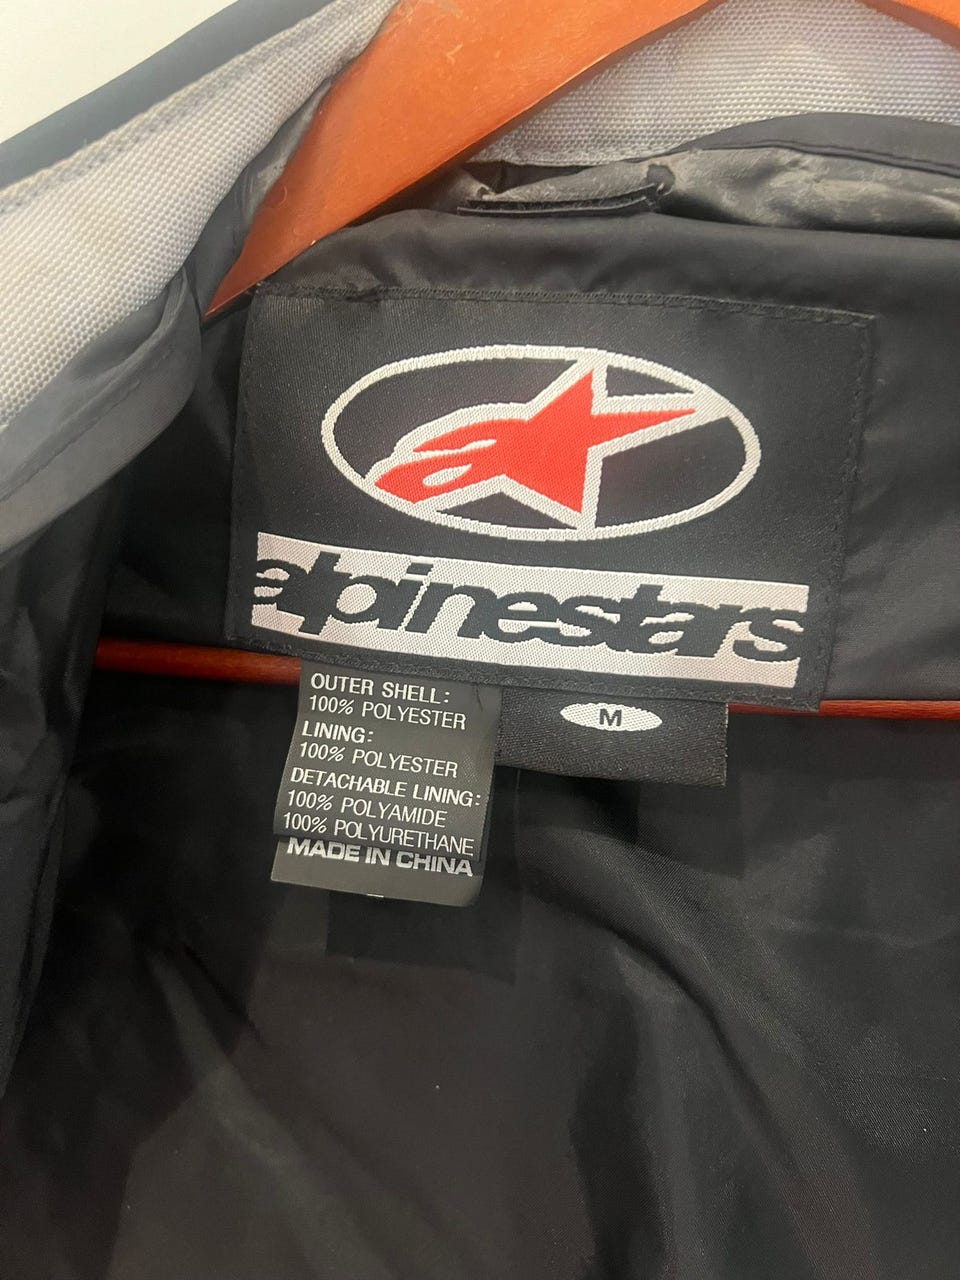 alpinestars
M
OUTER SHELL:
100% POLYESTER
LINING:
100% POLYESTER
DETACHABLE LINING:
100% POLYAMIDE
100% POLYURETHANE
MADE IN CHINA